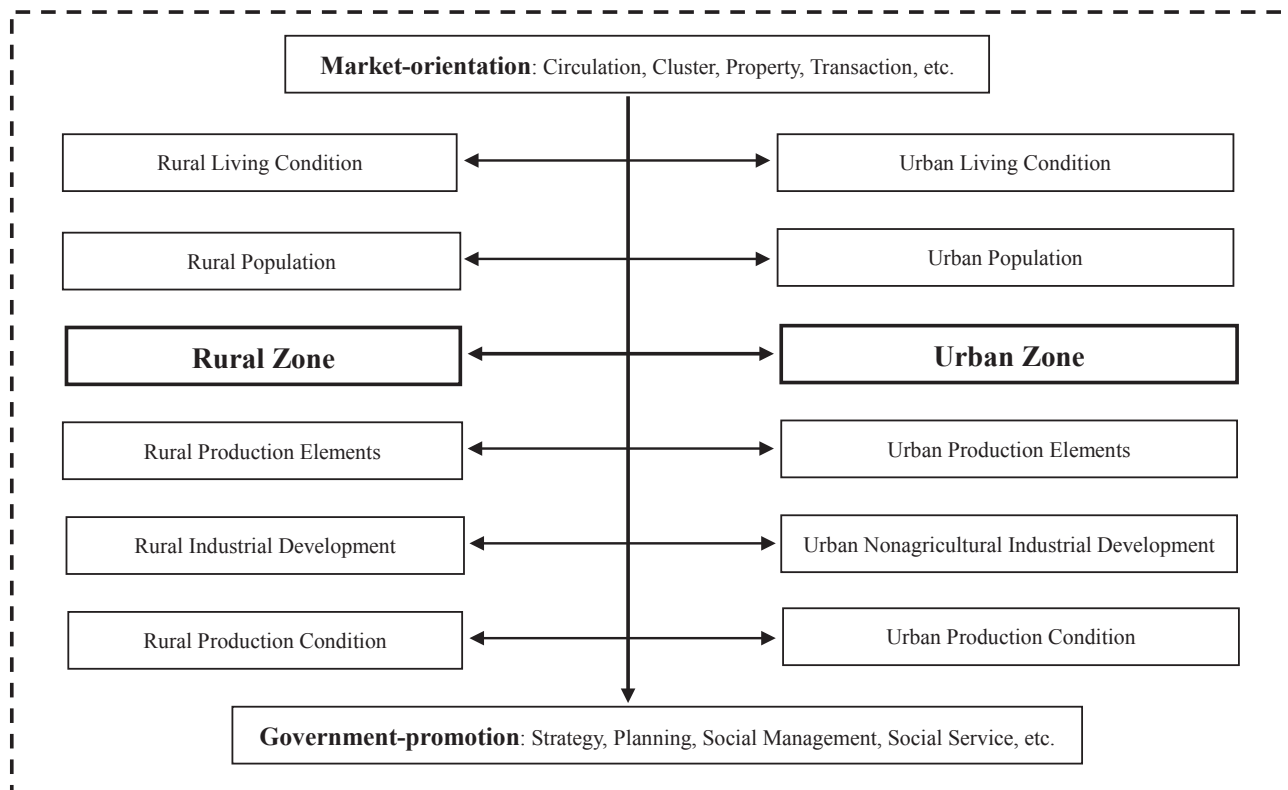 Market-orientation: Circulation, Cluster, Property, Transaction, etc.
Rural Living Condition
Urban Living Condition
Rural Population
Urban Population
Rural Zone
Urban Zone
Rural Production Elements
Urban Production Elements
Rural Industrial Development
Urban Nonagricultural Industrial Development
Rural Production Condition
Urban Production Condition
Government-promotion: Strategy, Planning, Social Management, Social Service, etc.